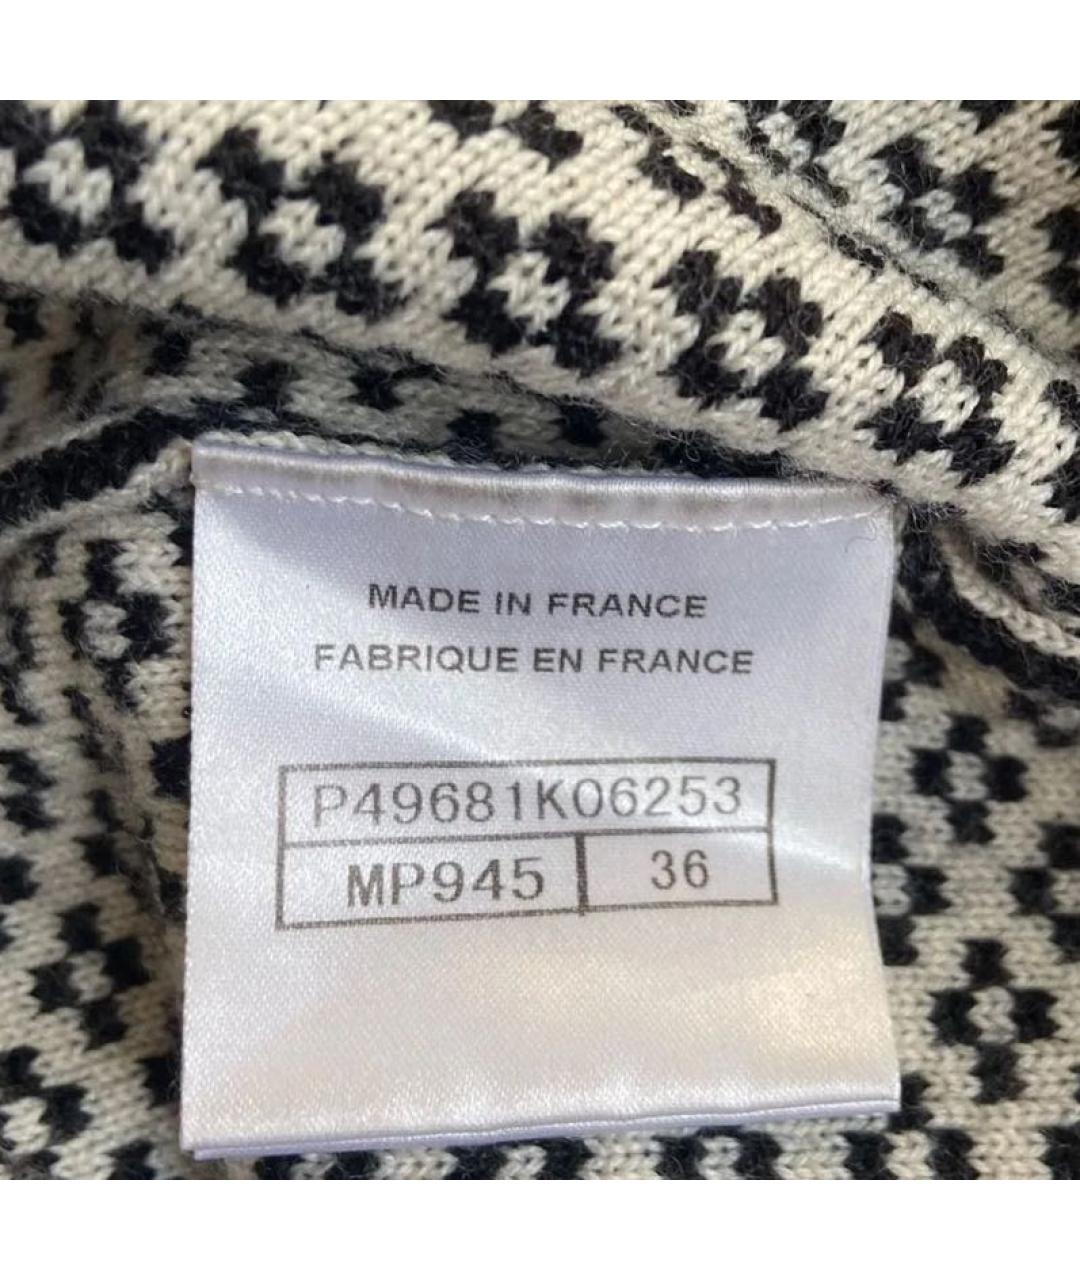 MADE IN FRANCE
FABRIQUE EN FRANCE
P49681K06253
MP945 36